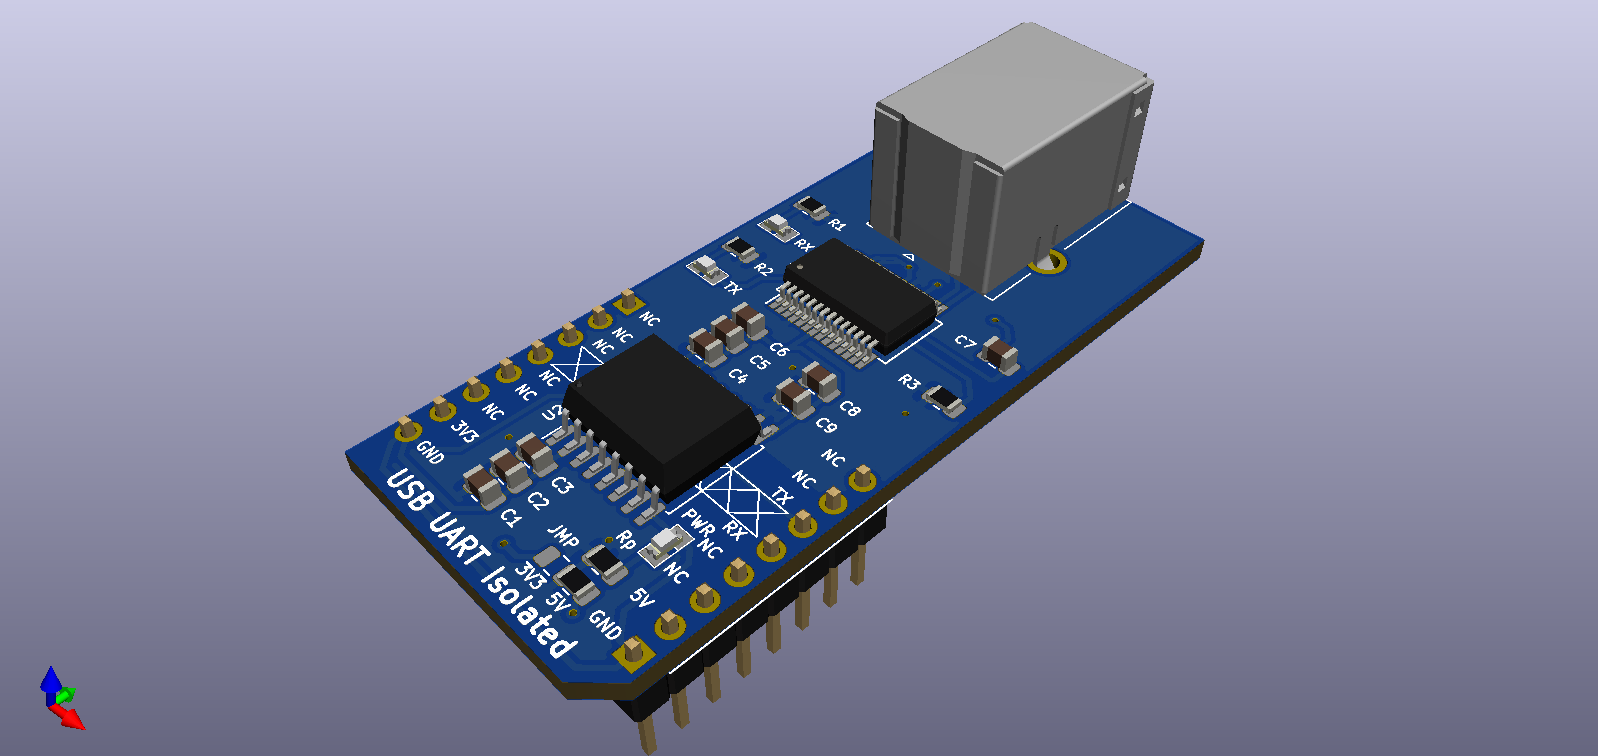 R1
RX
R2
TX
NC
NC
NC
NC
NC
NC
3V3
GND
C6
C5
C4
C7
R3
C8
C9
C3
C2
C1
NC
NC
TX
RX
PWR
NC
NC
5V
GND
JMP
Rp
3V3
5V
USB UART Isolated